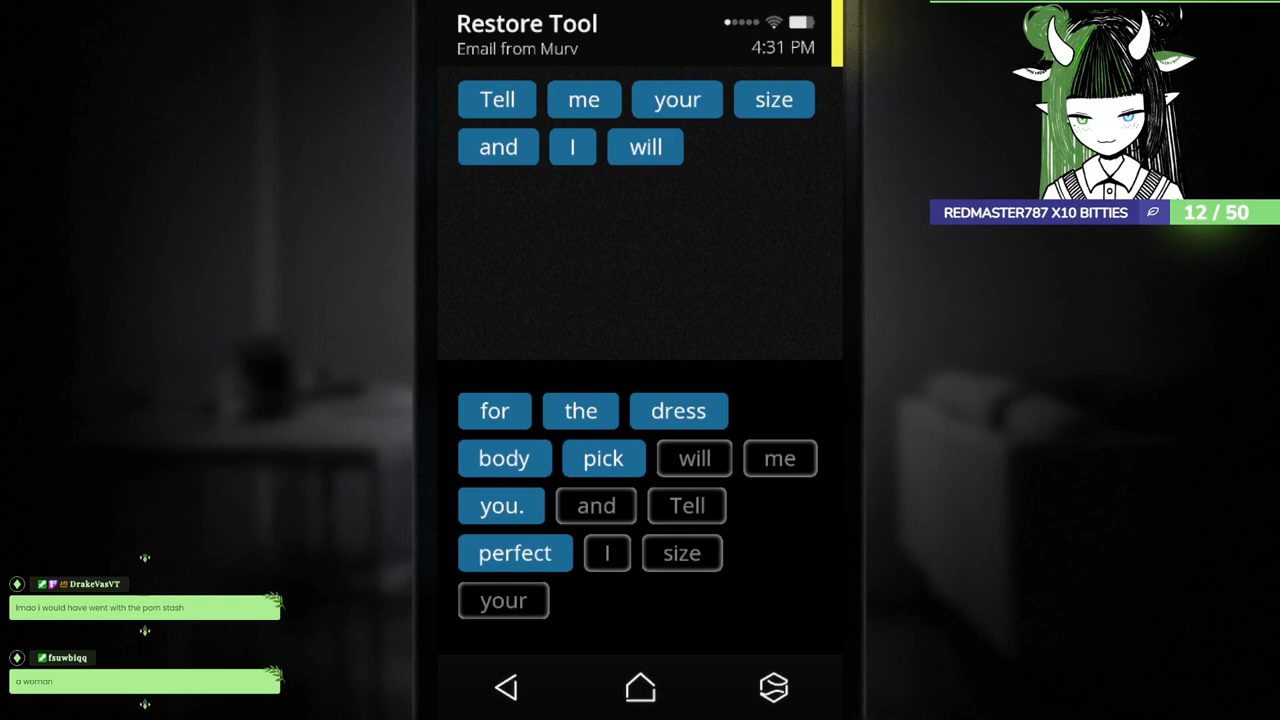 Restore Tool
Email from Murv
4:31 PM
Tell me your size
and I will
for the dress
body pick will me
you. and Tell
perfect I size
your
REDMASTER787 X10 BITTIES
12 / 50
DrakeVasVT
lmao i would have went with the porn stash
fsuwbiqq
a woman